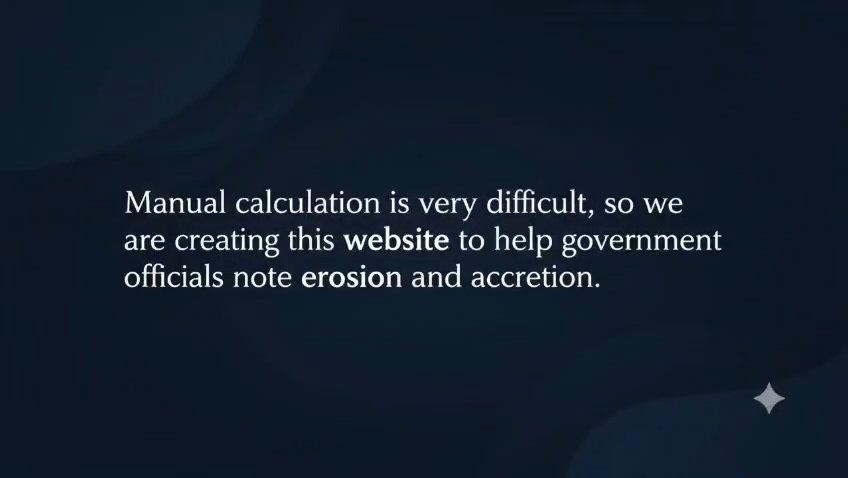 Manual calculation is very difficult, so we
are creating this website to help government
officials note erosion and accretion.